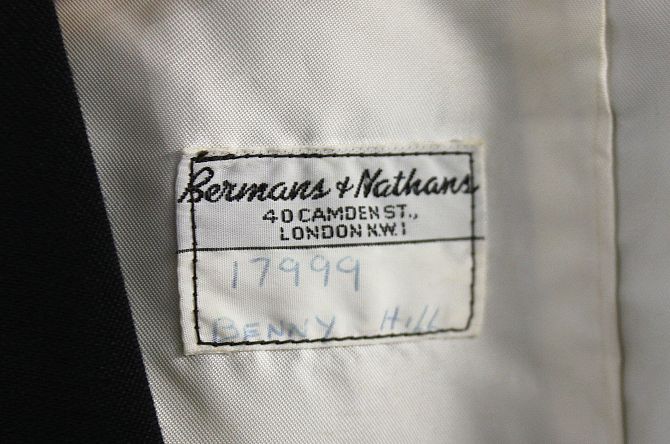 Bermans & Nathans
40 CAMDEN ST.,
LONDON N.W.1
17999
BENNY Hill